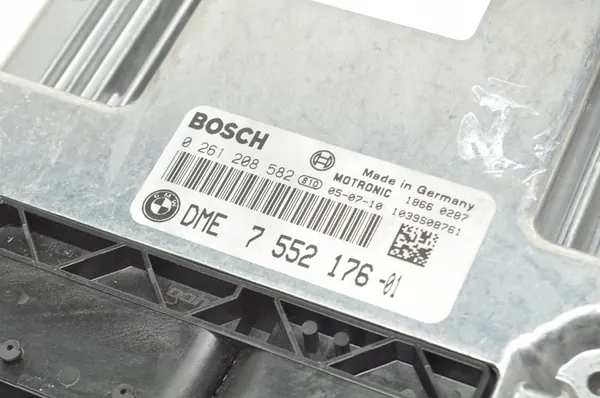 BOSCH
0 261 208 582 BTO 05-07-10
MOTRONIC
Made in Germany
1866 0287
1039S08761
DME 7 552 176-01